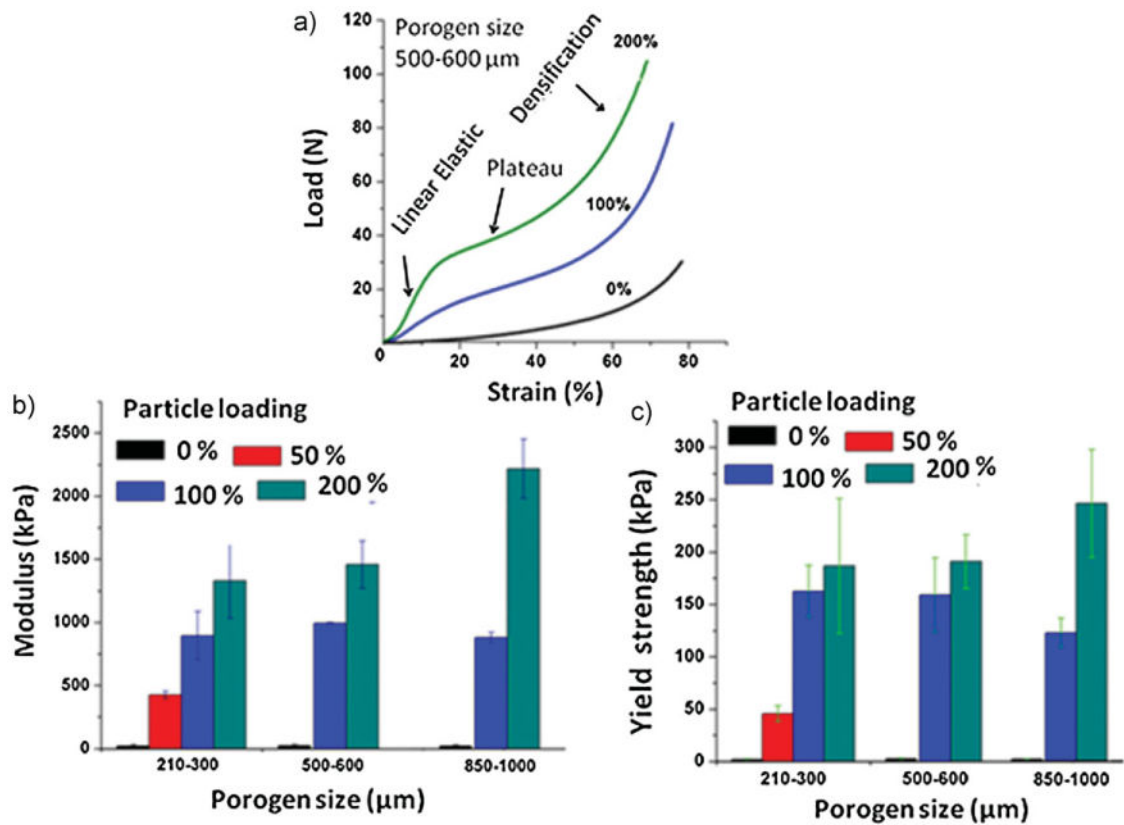 a)
Porogen size
500-600 µm
Linear Elastic
Plateau
Densification
200%
100%
0%
Load (N)
120
100
80
60
40
20
0
20
40
60
80
Strain (%)
b)
Particle loading
0 %
50 %
100 %
200 %
Modulus (kPa)
2500
2000
1500
1000
500
0
210-300
500-600
850-1000
Porogen size (µm)
c)
Particle loading
0 %
50 %
100 %
200 %
Yield strength (kPa)
300
250
200
150
100
50
0
210-300
500-600
850-1000
Porogen size (µm)